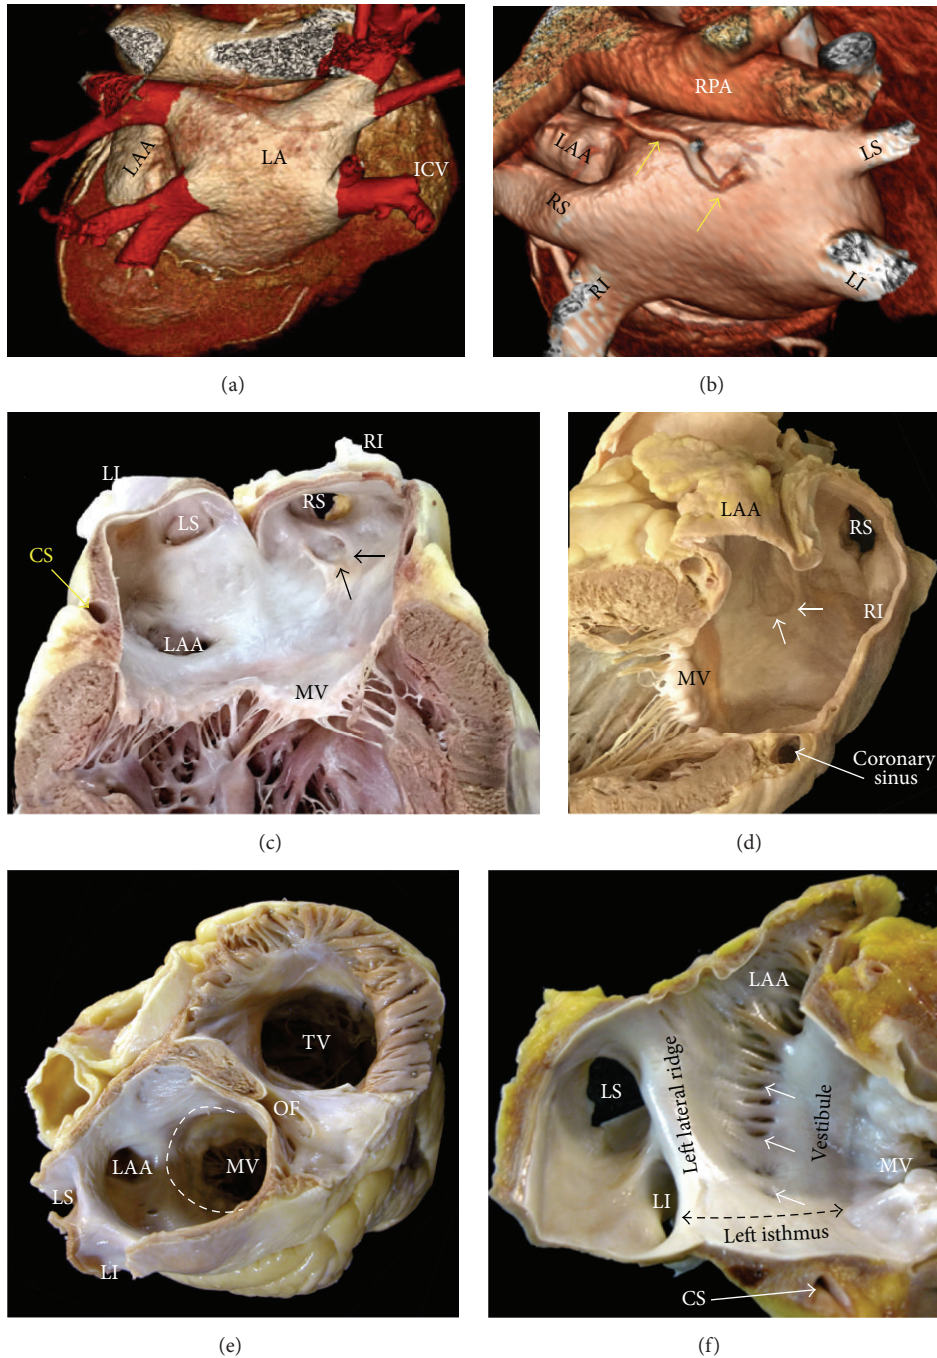 LAA
LA
ICV
(a)
RPA
LAA
LS
RS
RI
LI
(b)
RI
LI
RS
LS
CS
LAA
MV
(c)
LAA
RS
RI
MV
Coronary
sinus
(d)
TV
OF
LAA
MV
LS
LI
(e)
LAA
LS
Left lateral ridge
Vestibule
MV
LI
Left isthmus
CS
(f)